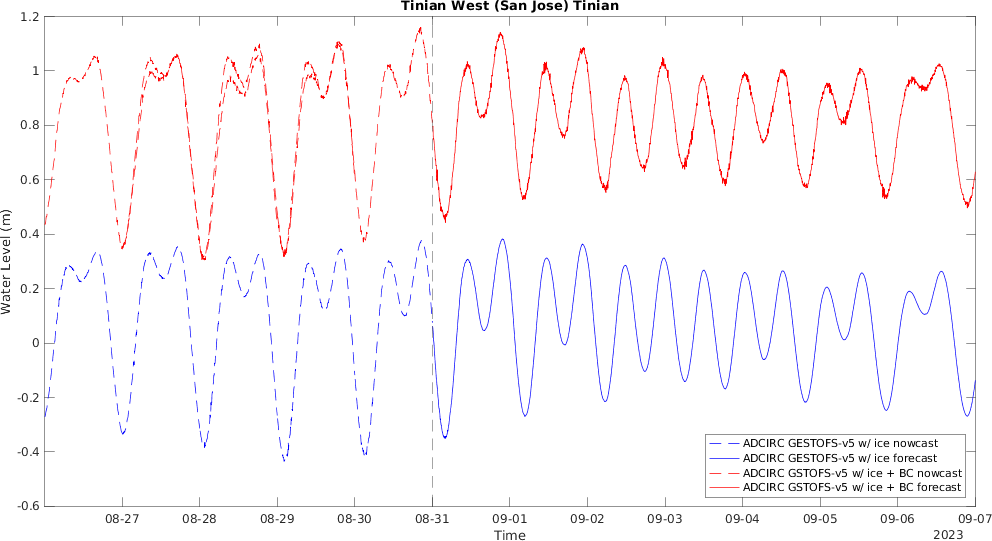 Tinian West (San Jose) Tinian
Water Level (m)
1.2
1
0.8
0.6
0.4
0.2
0
-0.2
-0.4
-0.6
08-27 08-28 08-29 08-30 08-31 09-01 09-02 09-03 09-04 09-05 09-06 09-07
Time
2023
ADCIRC GESTOFS-v5 w/ ice nowcast
ADCIRC GESTOFS-v5 w/ ice forecast
ADCIRC GSTOFS-v5 w/ ice + BC nowcast
ADCIRC GSTOFS-v5 w/ ice + BC forecast